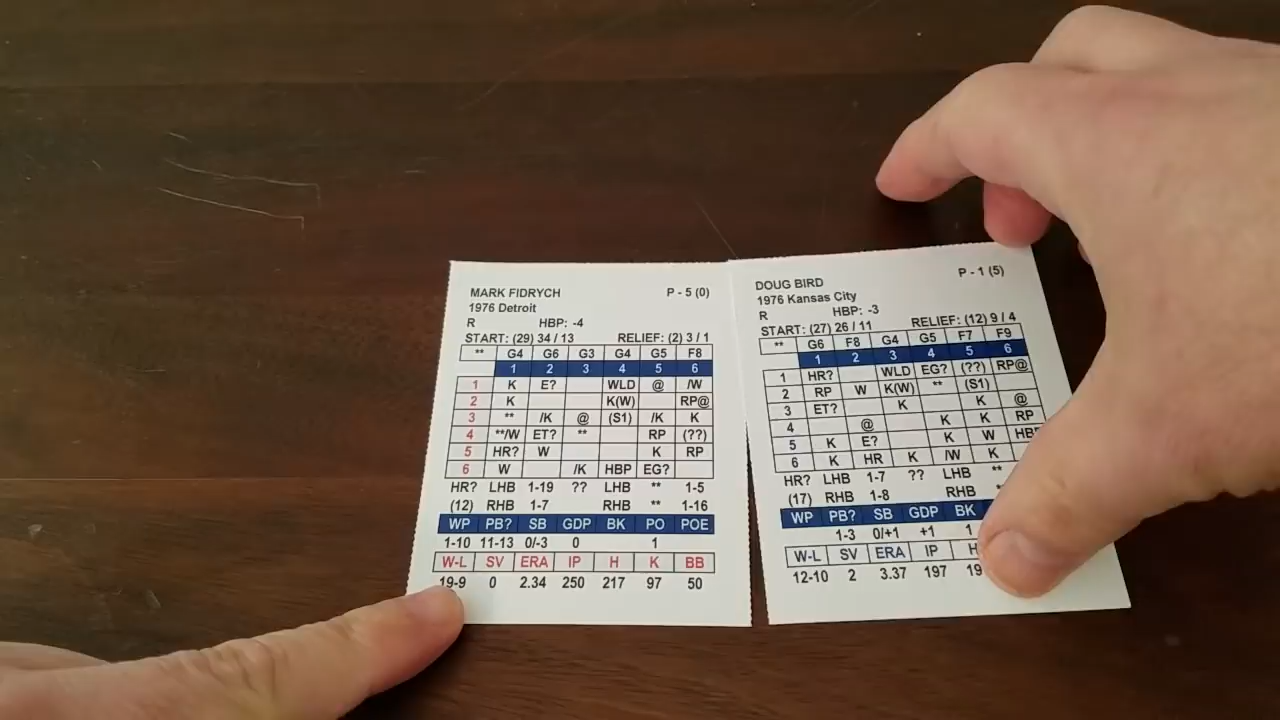 MARK FIDRYCH P - 5 (0)
1976 Detroit
R HBP: -4
START: (29) 34 / 13 RELIEF: (2) 3 / 1
** G4 G6 G3 G4 G5 F8
1 2 3 4 5 6
1 K E? WLD @ /W
2 K K(W) RP@
3 ** /K @ (S1) /K K
4 **/W ET? ** RP (??)
5 HR? W K RP
6 W /K HBP EG?
HR? LHB 1-19 ?? LHB ** 1-5
(12) RHB 1-7 RHB ** 1-16
WP PB? SB GDP BK PO POE
1-10 11-13 0/-3 0 1
W-L SV ERA IP H K BB
19-9 0 2.34 250 217 97 50
DOUG BIRD P - 1 (5)
1976 Kansas City
R HBP: -3
START: (27) 26 / 11 RELIEF: (12) 9 / 4
** G6 F8 G4 G5 F7 F9
1 2 3 4 5 6
1 HR? WLD EG? (??) RP@
2 RP W K(W) ** (S1)
3 ET? K K @
4 @ K K RP
5 K E? K W HBP
6 K HR K /W K
HR? LHB 1-7 ?? LHB **
(17) RHB 1-8 RHB
WP PB? SB GDP BK
1-3 0/+1 +1 1
W-L SV ERA IP H
12-10 2 3.37 197 19